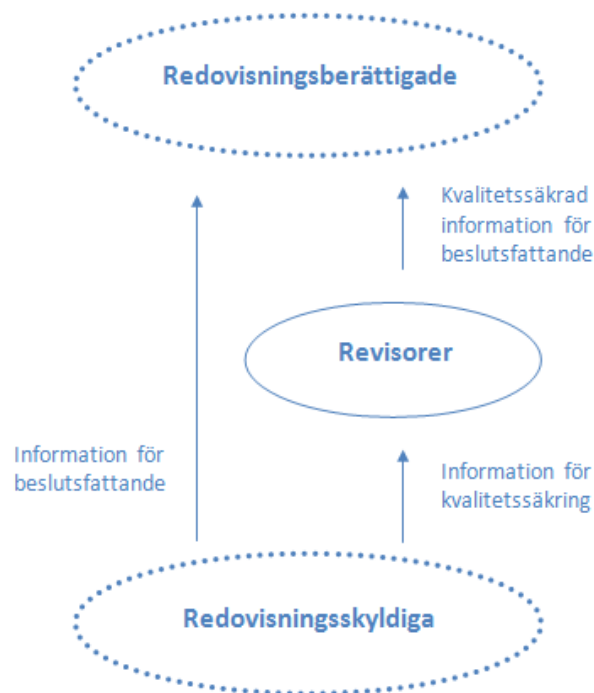 Redovisningsberättigade
Kvalitetssäkrad
information för
beslutsfattande
Revisorer
Information för
beslutsfattande
Information för
kvalitetssäkring
Redovisningsskyldiga